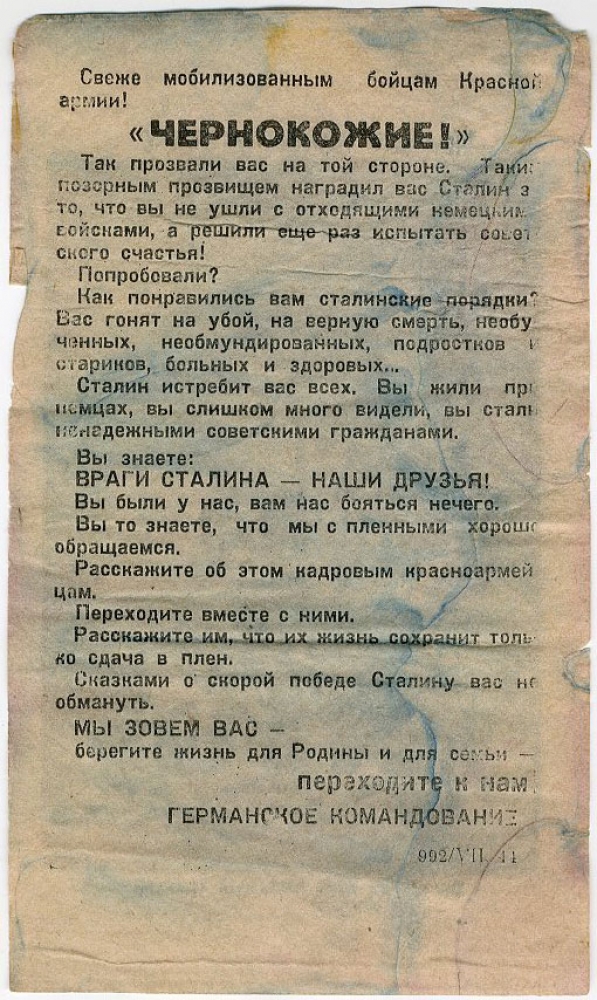 Свеже мобилизованным бойцам Красной
армии!
«ЧЕРНОКОЖИЕ!»
Так прозвали вас на той стороне. Таки
позорным прозвищем наградил вас Сталин з
то, что вы не ушли с отходящими немецким
войсками, а решили еще раз испытать совет
ского счастья!
Попробовали?
Как понравились вам сталинские порядки?
Вас гонят на убой, на верную смерть, необу
ченных, необмундированных, подростков и
стариков, больных и здоровых...
Сталин истребит вас всех. Вы жили при
немцах, вы слишком много видели, вы стали
ненадежными советскими гражданами.
Вы знаете:
ВРАГИ СТАЛИНА — НАШИ ДРУЗЬЯ!
Вы были у нас, вам нас бояться нечего.
Вы то знаете, что мы с пленными хорошо
обращаемся.
Расскажите об этом кадровым красноармей
цам.
Переходите вместе с ними.
Расскажите им, что их жизнь сохранит толь
ко сдача в плен.
Сказками о скорой победе Сталину вас не
обмануть.
МЫ ЗОВЕМ ВАС —
берегите жизнь для Родины и для семьи —
переходите к нам
ГЕРМАНСКОЕ КОМАНДОВАНИЕ
992/VII. 44